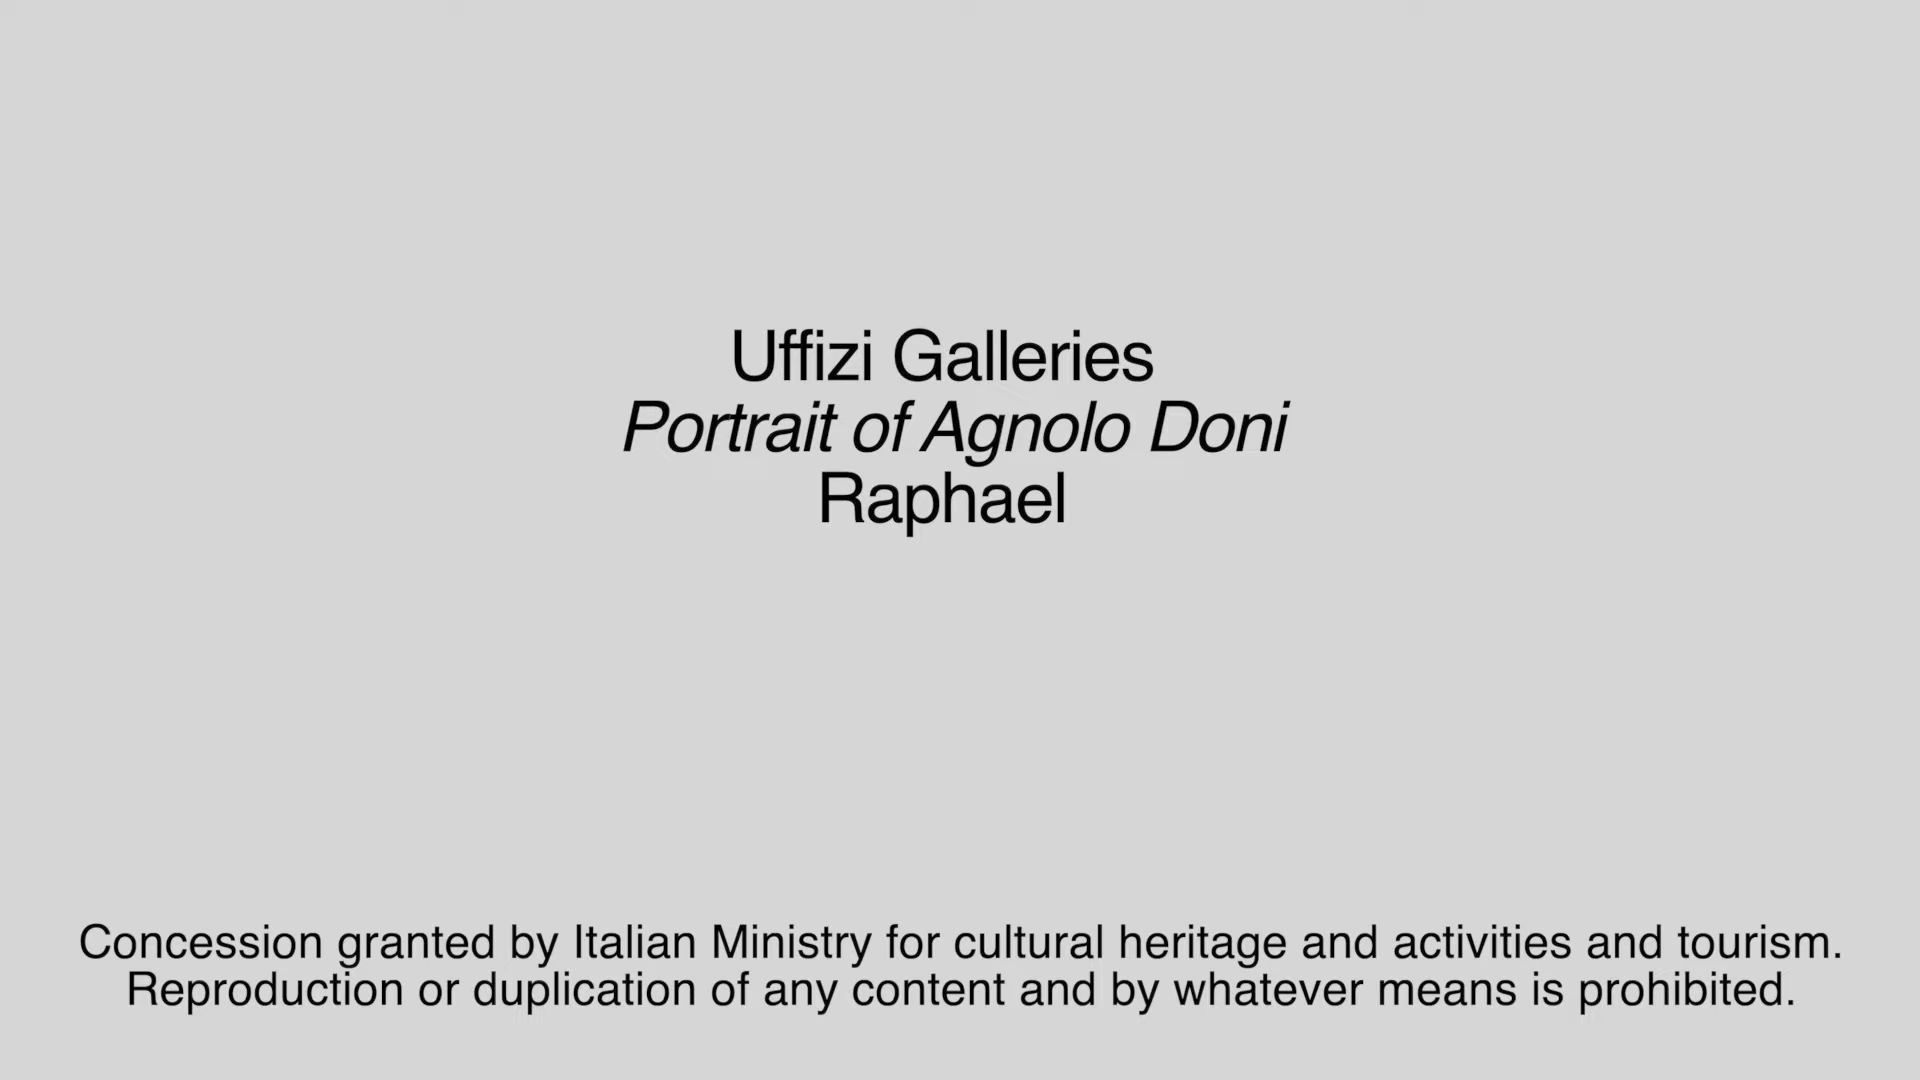 Uffizi Galleries
Portrait of Agnolo Doni
Raphael
Concession granted by Italian Ministry for cultural heritage and activities and tourism.
Reproduction or duplication of any content and by whatever means is prohibited.